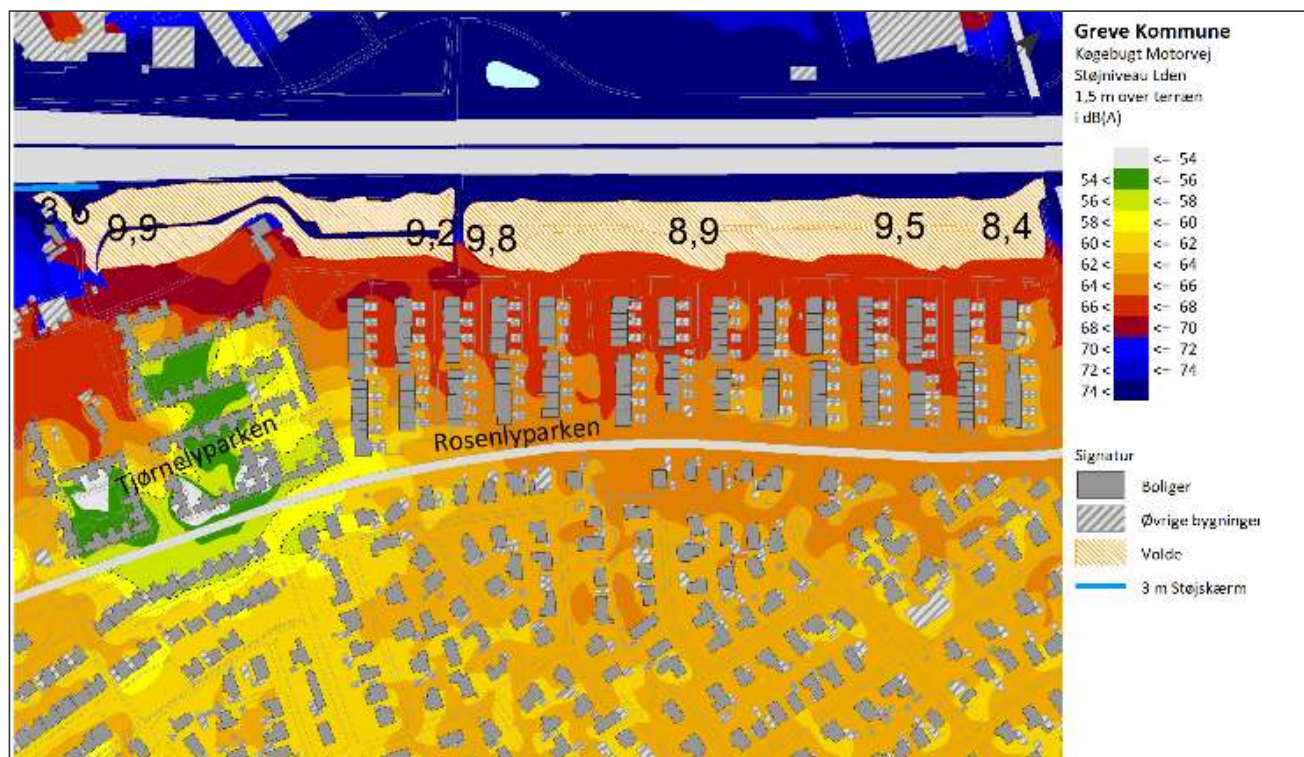 Greve Kommune
Køgebugt Motorvej
Støjniveau Lden
1,5 m over terræn
i dB(A)
<= 54
54 < <= 56
56 < <= 58
58 < <= 60
60 < <= 62
62 < <= 64
64 < <= 66
66 < <= 68
68 < <= 70
70 < <= 72
72 < <= 74
74 <
Signatur
Boliger
Øvrige bygninger
Volde
3 m Støjskærm
9,9
9,2
9,8
8,9
9,5
8,4
Tjørnelyparken
Rosenlyparken